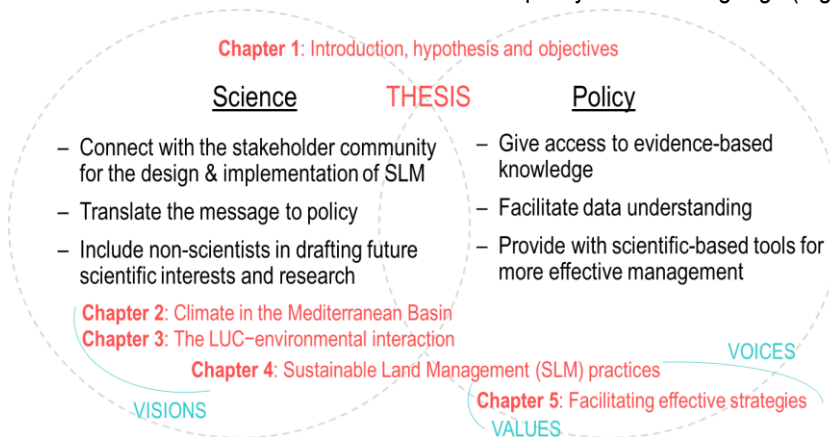 Chapter 1: Introduction, hypothesis and objectives
Science
THESIS
Policy
– Connect with the stakeholder community
for the design & implementation of SLM
– Translate the message to policy
– Include non-scientists in drafting future
scientific interests and research
– Give access to evidence-based
knowledge
– Facilitate data understanding
– Provide with scientific-based tools for
more effective management
Chapter 2: Climate in the Mediterranean Basin
Chapter 3: The LUC−environmental interaction
Chapter 4: Sustainable Land Management (SLM) practices
VOICES
Chapter 5: Facilitating effective strategies
VISIONS
VALUES